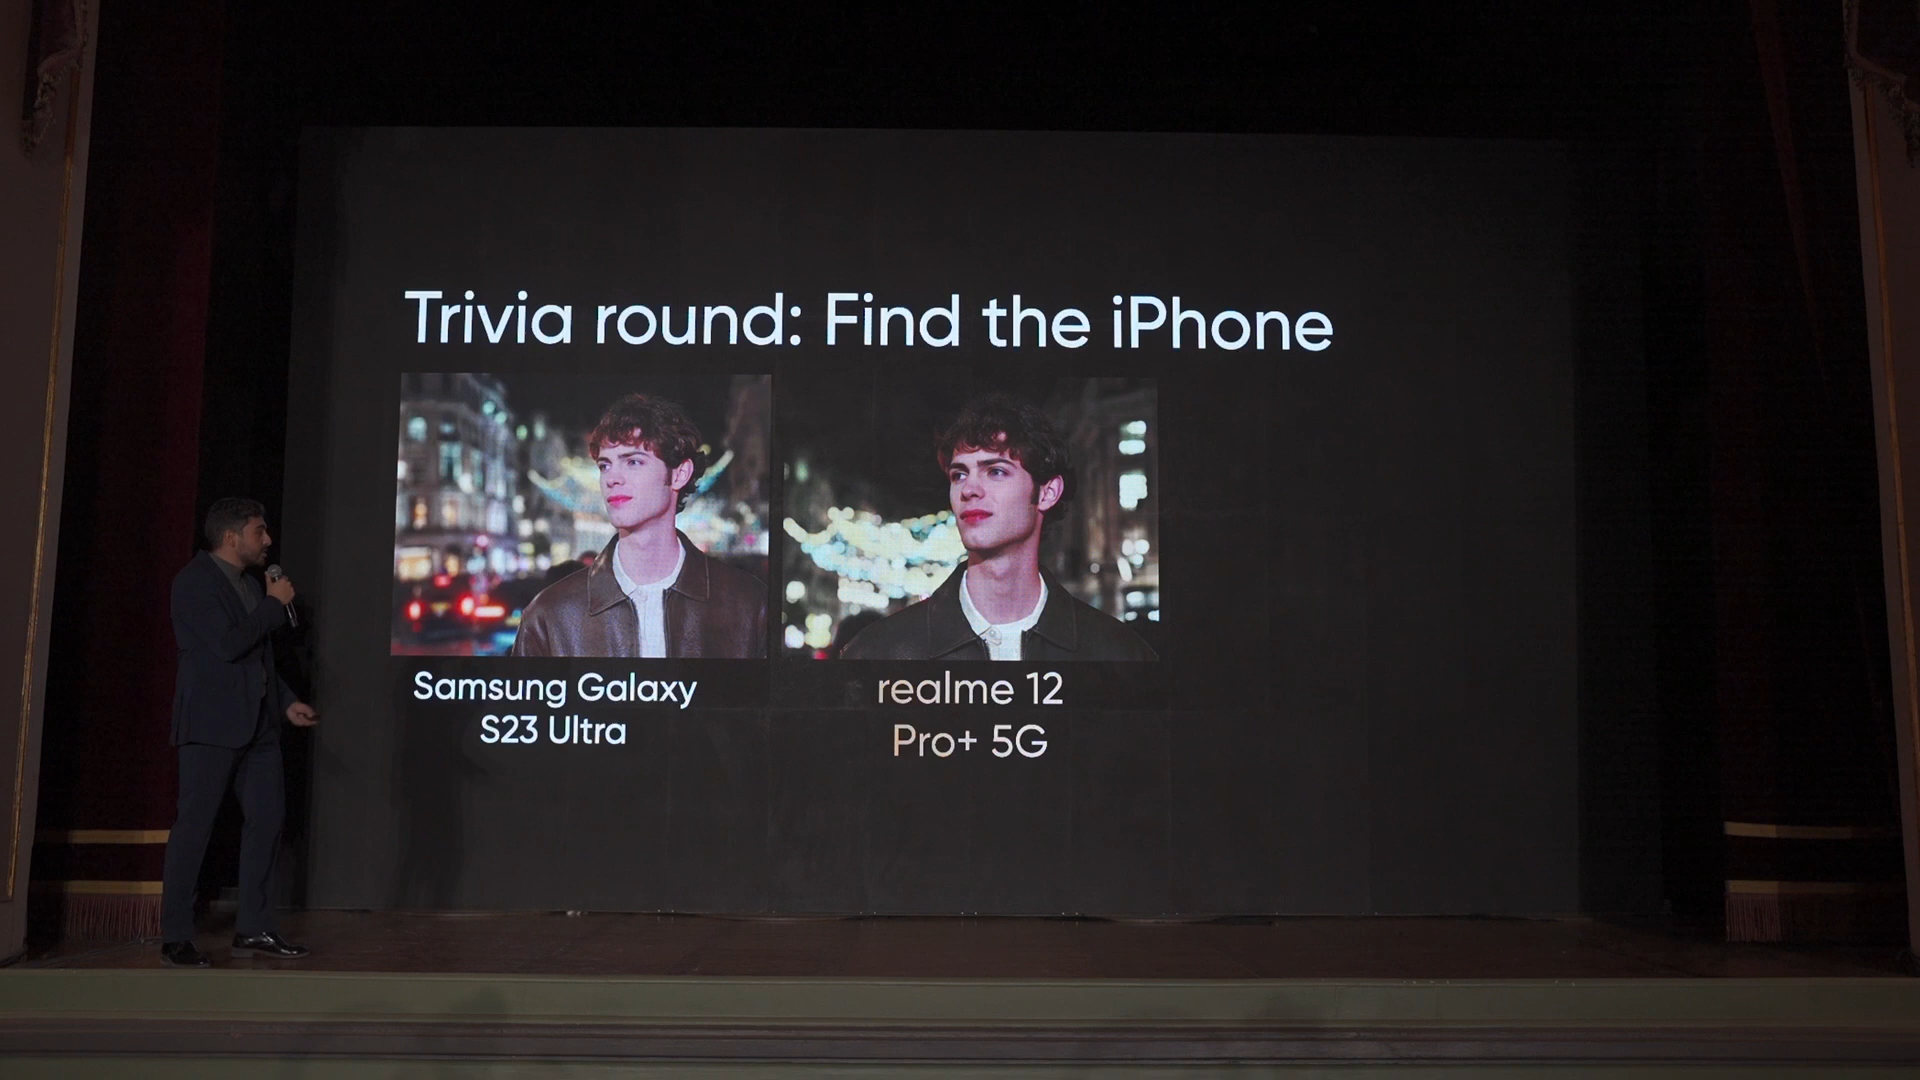 Trivia round: Find the iPhone
Samsung Galaxy
S23 Ultra
realme 12
Pro+ 5G